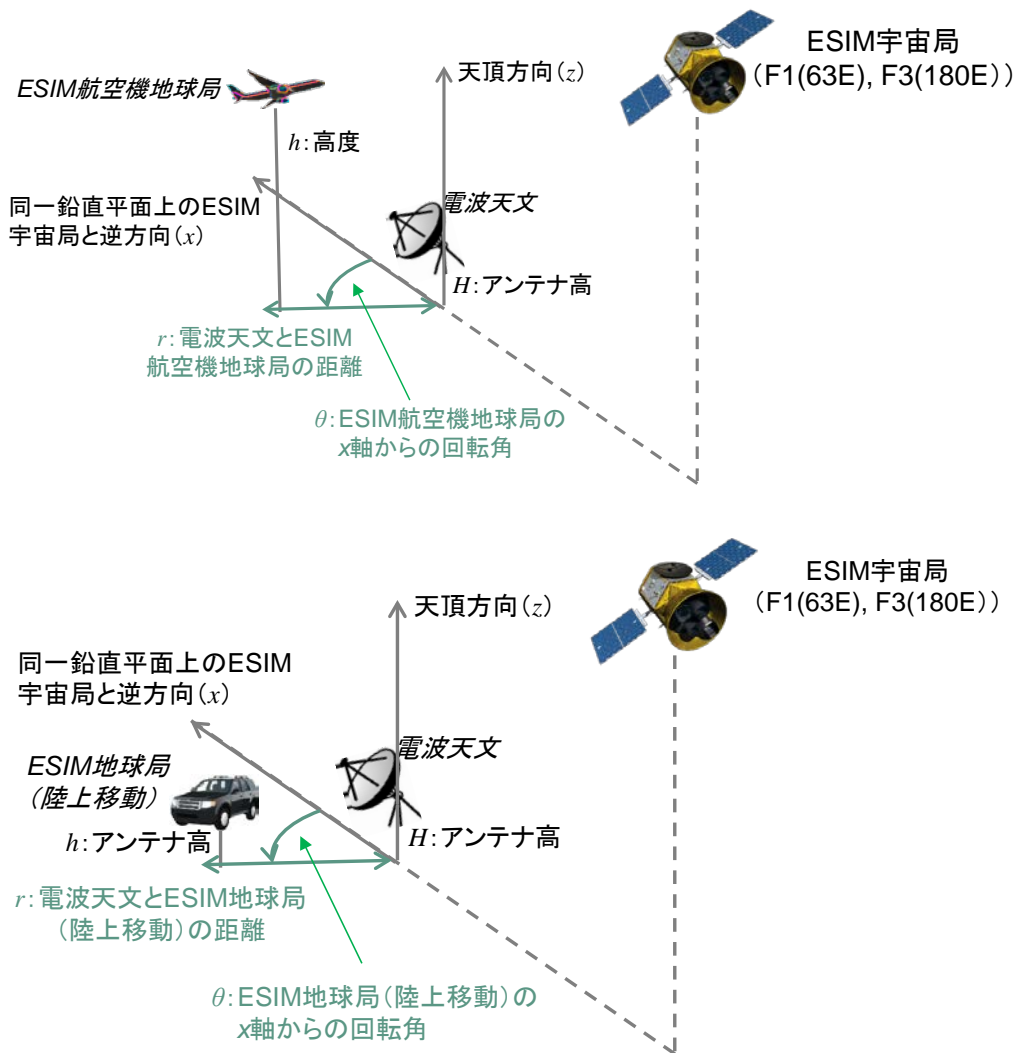 ESIM宇宙局
（F1(63E), F3(180E)））
天頂方向（z）
ESIM航空機地球局
h：高度
電波天文
同一鉛直平面上のESIM
宇宙局と逆方向（x）
H：アンテナ高
r：電波天文とESIM
航空機地球局の距離
θ：ESIM航空機地球局の
x軸からの回転角
ESIM宇宙局
（F1(63E), F3(180E)））
天頂方向（z）
同一鉛直平面上のESIM
宇宙局と逆方向（x）
電波天文
ESIM地球局
（陸上移動）
h：アンテナ高
H：アンテナ高
r：電波天文とESIM地球局
（陸上移動）の距離
θ：ESIM地球局（陸上移動）の
x軸からの回転角